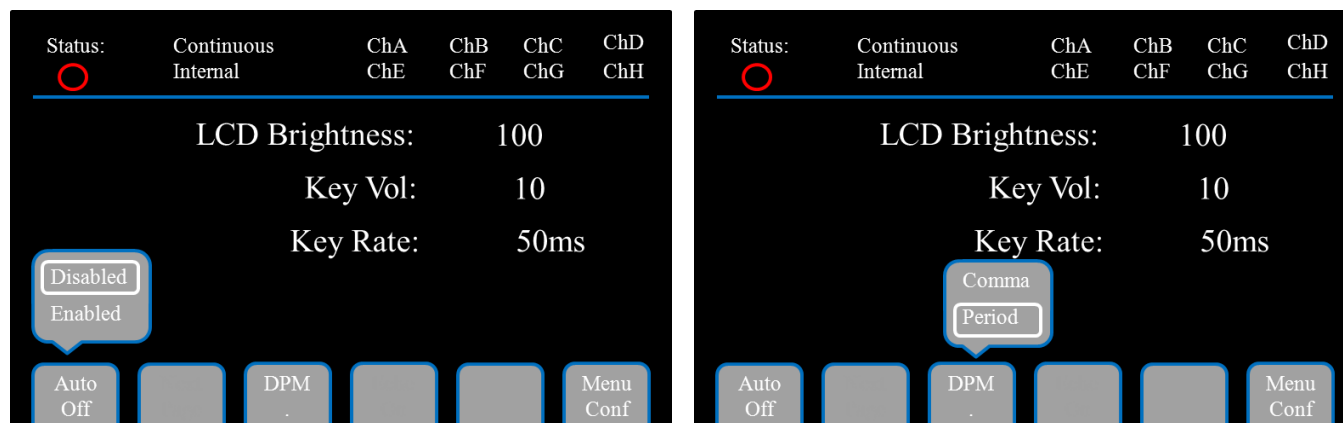 Status: Continuous ChA ChB ChC ChD
Internal ChE ChF ChG ChH
LCD Brightness: 100
Key Vol: 10
Key Rate: 50ms
Disabled
Enabled
Auto DPM Menu
Off . Conf
Status: Continuous ChA ChB ChC ChD
Internal ChE ChF ChG ChH
LCD Brightness: 100
Key Vol: 10
Key Rate: 50ms
Comma
Period
Auto DPM Menu
Off . Conf